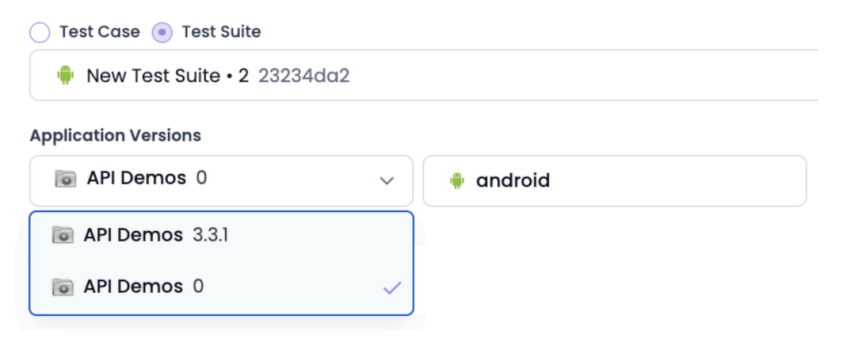 Test Case Test Suite
New Test Suite • 2 23234da2
Application Versions
API Demos 0 android
API Demos 3.3.1
API Demos 0